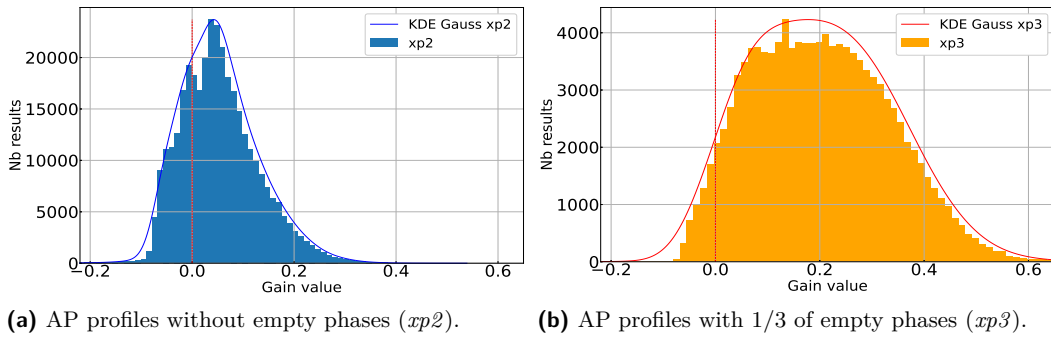 KDE Gauss xp2
xp2
20000
15000
10000
5000
0
Nb results
−0.2 0.0 0.2 0.4 0.6
Gain value
(a) AP profiles without empty phases (xp2).
KDE Gauss xp3
xp3
4000
3000
2000
1000
0
Nb results
−0.2 0.0 0.2 0.4 0.6
Gain value
(b) AP profiles with 1/3 of empty phases (xp3).